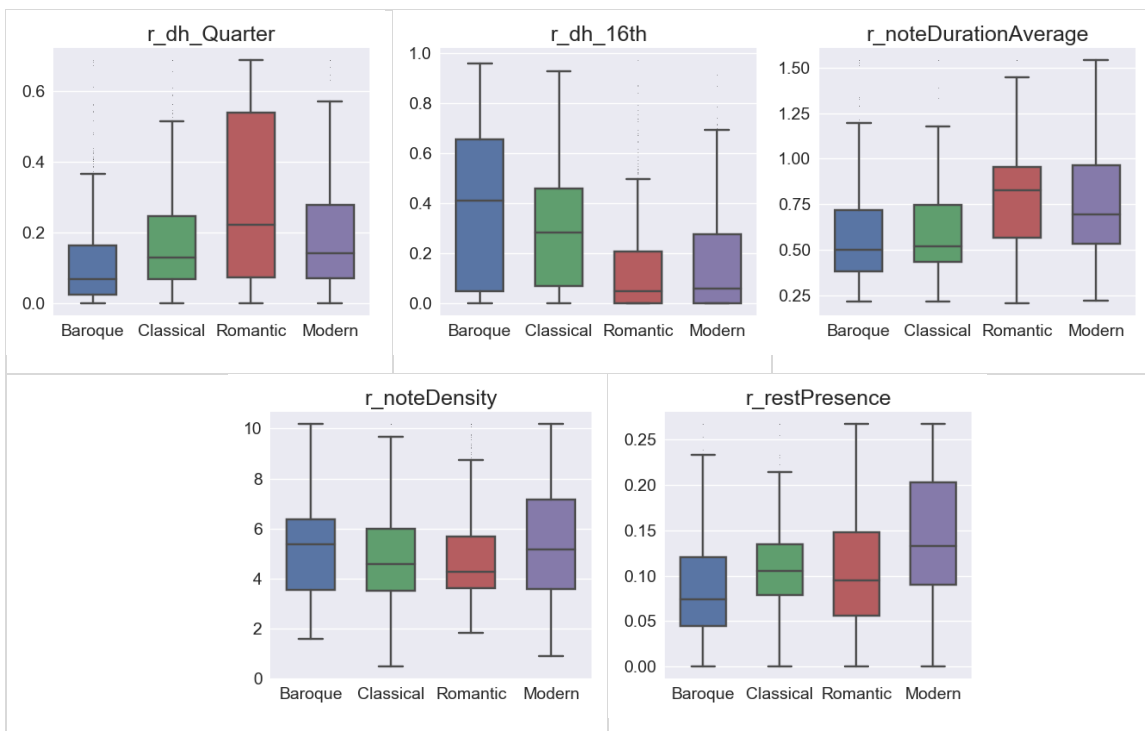 r_dh_Quarter
0.6
0.4
0.2
0.0
Baroque Classical Romantic Modern
r_dh_16th
1.0
0.8
0.6
0.4
0.2
0.0
Baroque Classical Romantic Modern
r_noteDurationAverage
1.50
1.25
1.00
0.75
0.50
0.25
Baroque Classical Romantic Modern
r_noteDensity
10
8
6
4
2
0
Baroque Classical Romantic Modern
r_restPresence
0.25
0.20
0.15
0.10
0.05
0.00
Baroque Classical Romantic Modern